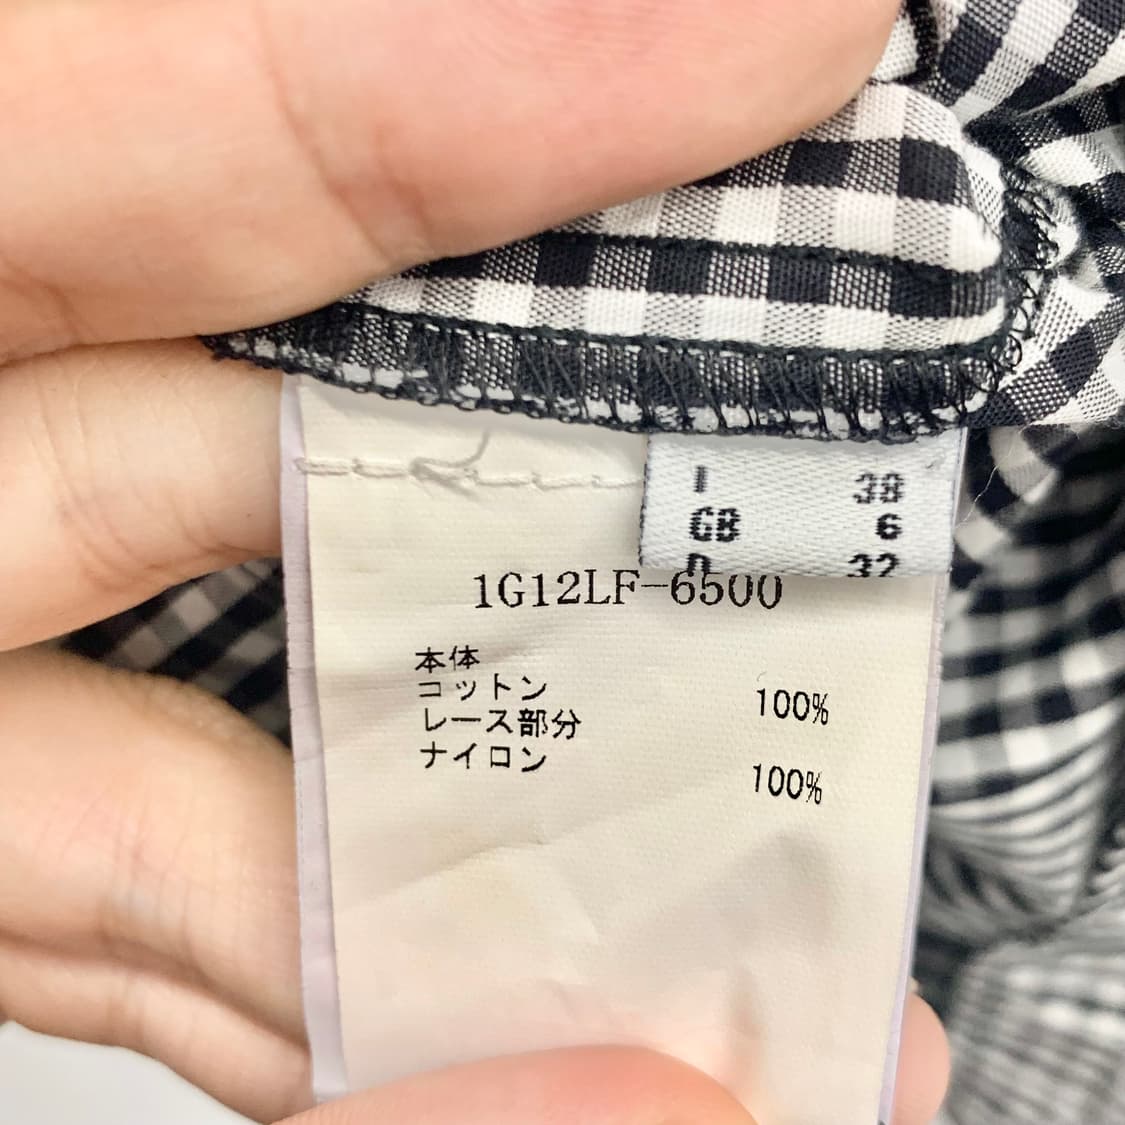 I 38
GB 6
D 32
1G12LF-6500
本体
コットン 100%
レース部分
ナイロン 100%